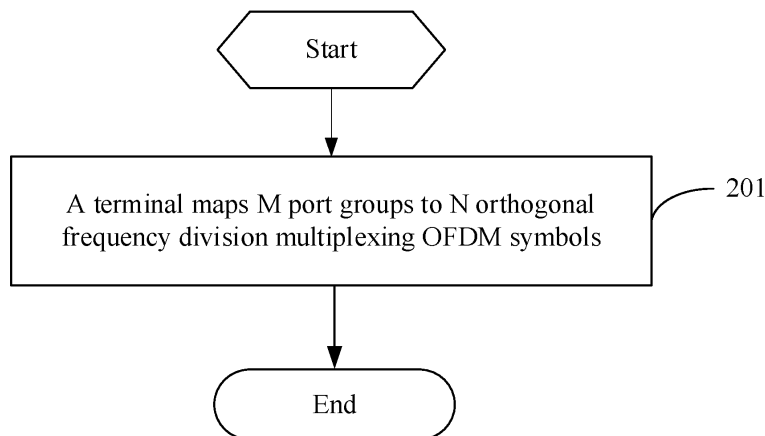 Start
A terminal maps M port groups to N orthogonal
frequency division multiplexing OFDM symbols
201
End